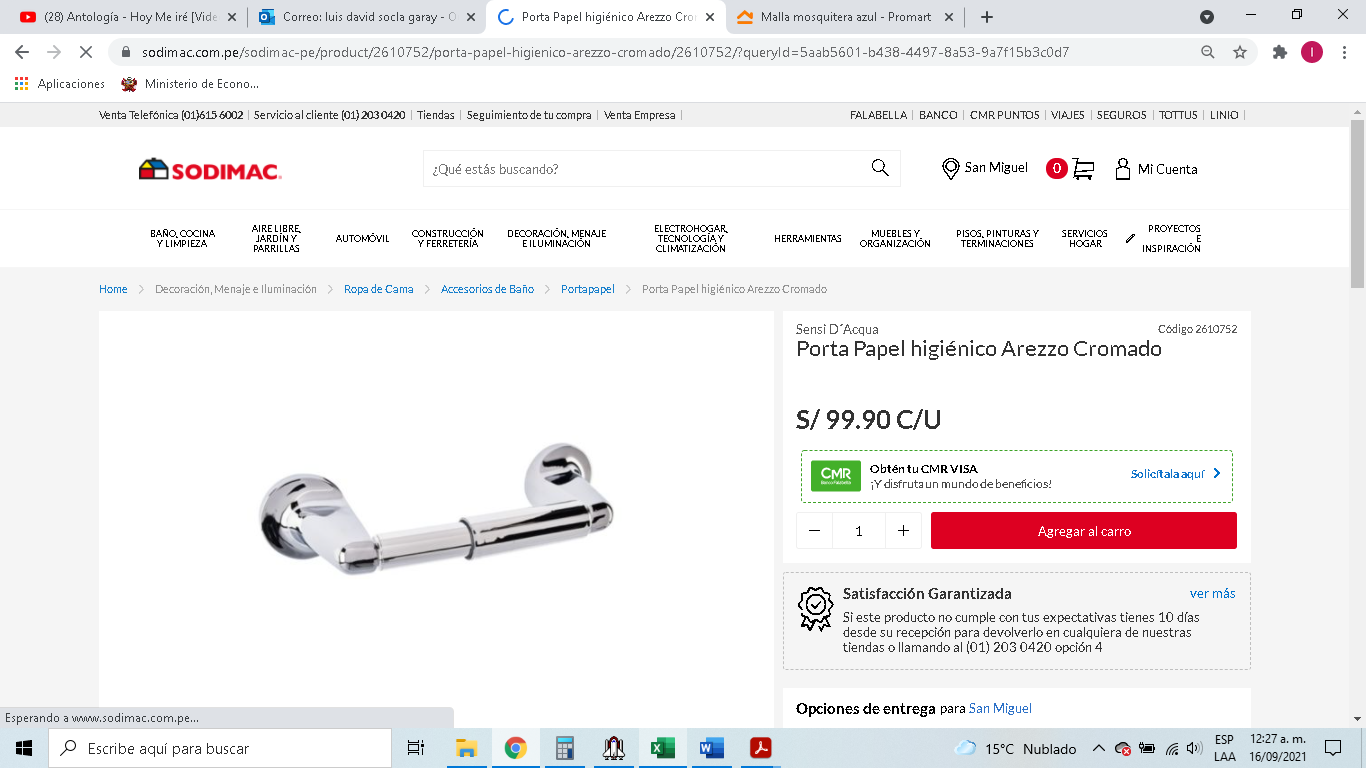 (28) Antología - Hoy Me iré [Vide
Correo: luis david socla garay - O
Porta Papel higiénico Arezzo Cro
Malla mosquitera azul - Promart
sodimac.com.pe/sodimac-pe/product/2610752/porta-papel-higienico-arezzo-cromado/2610752/?queryId=5aab5601-b438-4497-8a53-9a7f15b3c0d7
I
Aplicaciones
Ministerio de Econo...
Venta Telefónica (01)615 6002
Servicio al cliente (01) 203 0420
Tiendas
Seguimiento de tu compra
Venta Empresa
FALABELLA
BANCO
CMR PUNTOS
VIAJES
SEGUROS
TOTTUS
LINIO
SODIMAC
¿Qué estás buscando?
San Miguel
0
Mi Cuenta
BAÑO, COCINA
Y LIMPIEZA
AIRE LIBRE,
JARDÍN Y
PARRILLAS
AUTOMÓVIL
CONSTRUCCIÓN
Y FERRETERÍA
DECORACIÓN, MENAJE
E ILUMINACIÓN
ELECTROHOGAR,
TECNOLOGÍA Y
CLIMATIZACIÓN
HERRAMIENTAS
MUEBLES Y
ORGANIZACIÓN
PISOS, PINTURAS Y
TERMINACIONES
SERVICIOS
HOGAR
PROYECTOS
E
INSPIRACIÓN
Home
Decoración, Menaje e Iluminación
Ropa de Cama
Accesorios de Baño
Portapapel
Porta Papel higiénico Arezzo Cromado
Sensi D´Acqua
Código 2610752
Porta Papel higiénico Arezzo Cromado
S/ 99.90 C/U
CMR
Banco Falabella
Obtén tu CMR VISA
¡Y disfruta un mundo de beneficios!
Solicítala aquí
1
Agregar al carro
Satisfacción Garantizada
ver más
Si este producto no cumple con tus expectativas tienes 10 días
desde su recepción para devolverlo en cualquiera de nuestras
tiendas o llamando al (01) 203 0420 opción 4
Opciones de entrega para San Miguel
Esperando a www.sodimac.com.pe...
Escribe aquí para buscar
15°C Nublado
ESP
LAA
12:27 a. m.
16/09/2021